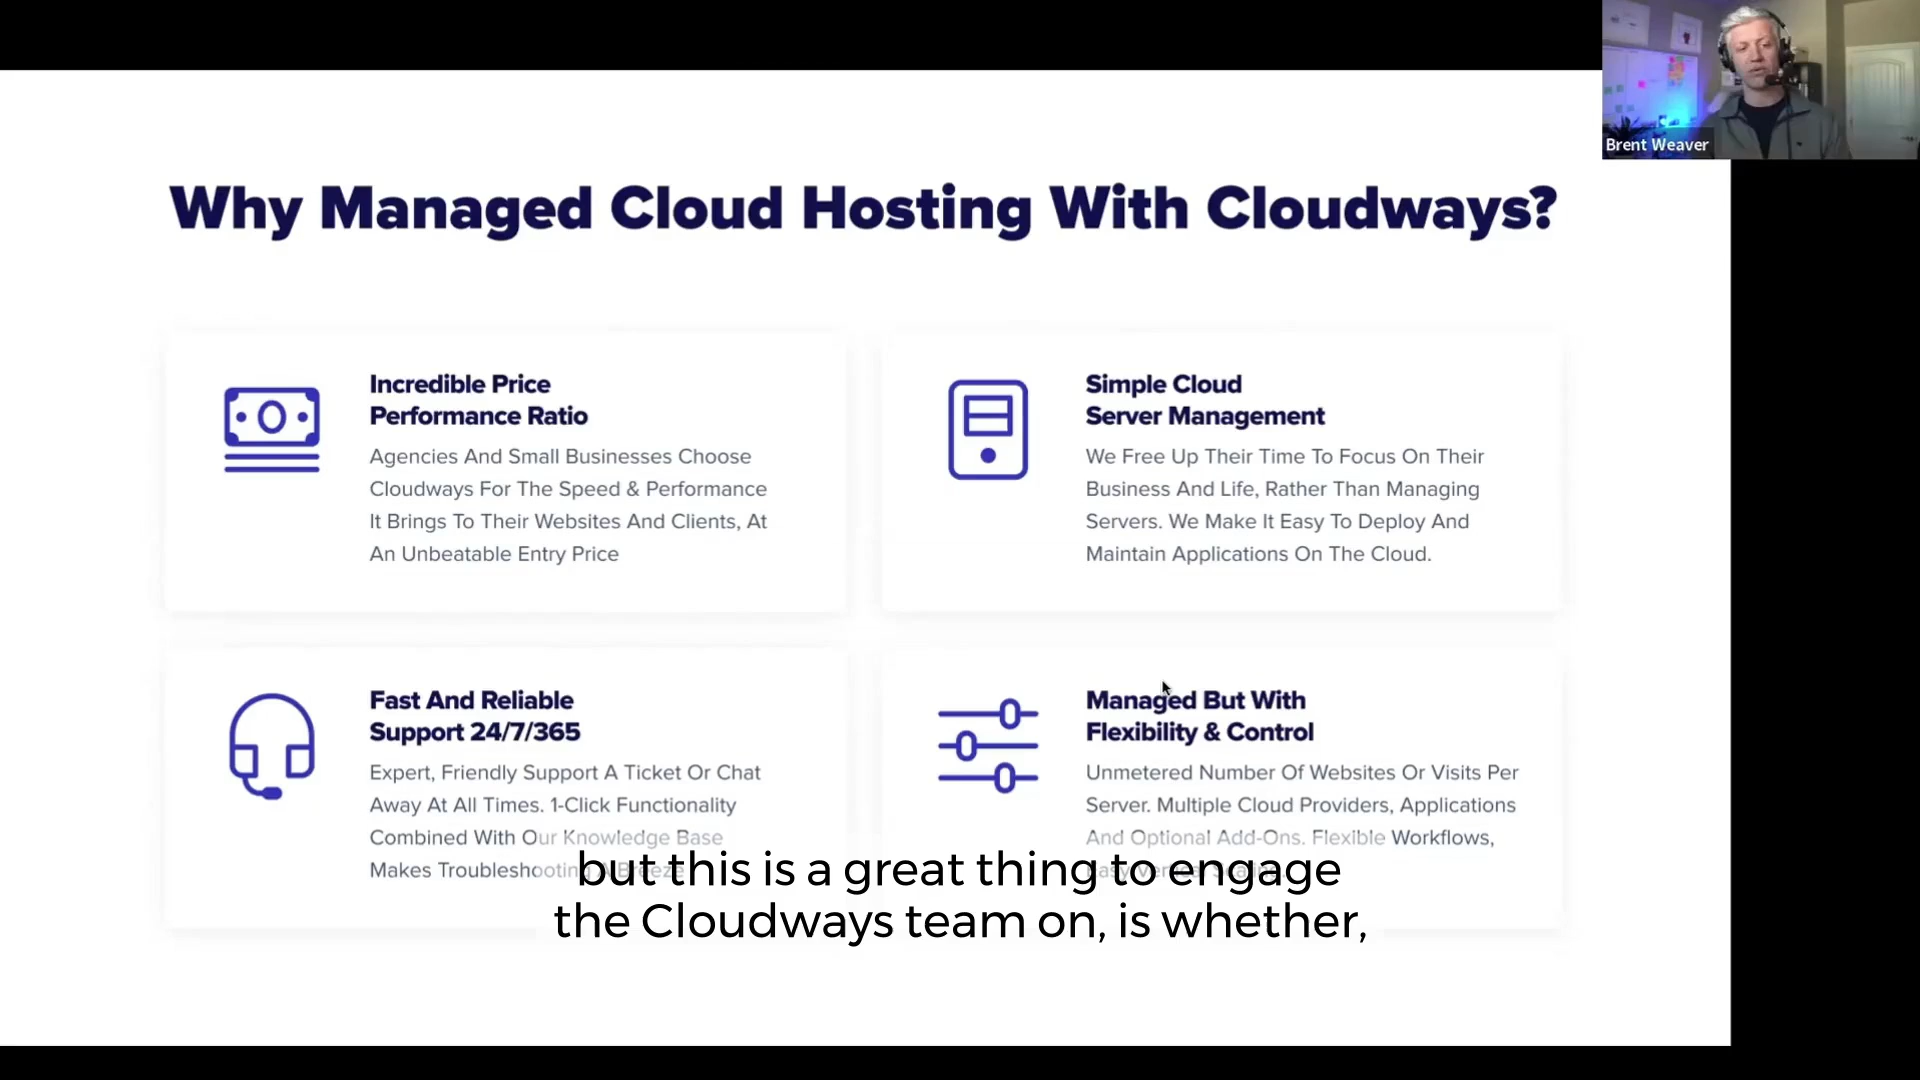 Brent Weaver
Why Managed Cloud Hosting With Cloudways?
Incredible Price
Performance Ratio
Agencies And Small Businesses Choose
Cloudways For The Speed & Performance
It Brings To Their Websites And Clients, At
An Unbeatable Entry Price
Simple Cloud
Server Management
We Free Up Their Time To Focus On Their
Business And Life, Rather Than Managing
Servers. We Make It Easy To Deploy And
Maintain Applications On The Cloud.
Fast And Reliable
Support 24/7/365
Expert, Friendly Support A Ticket Or Chat
Away At All Times. 1-Click Functionality
Combined With Our Knowledge Base
Makes Troubleshooting A Breeze
Managed But With
Flexibility & Control
Unmetered Number Of Websites Or Visits Per
Server. Multiple Cloud Providers, Applications
And Optional Add-Ons. Flexible Workflows,
but this is a great thing to engage
the Cloudways team on, is whether,